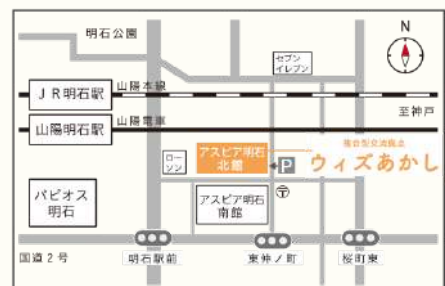 明石公園
N
セブン
イレブン
JR明石駅
山陽本線
至神戸
山陽明石駅
山陽電車
複合型交流拠点
ウィズあかし
アスピア明石
北館
P
ロー
ソン
パピオス
明石
アスピア明石
南館
〒
国道2号
明石駅前
東仲ノ町
桜町東